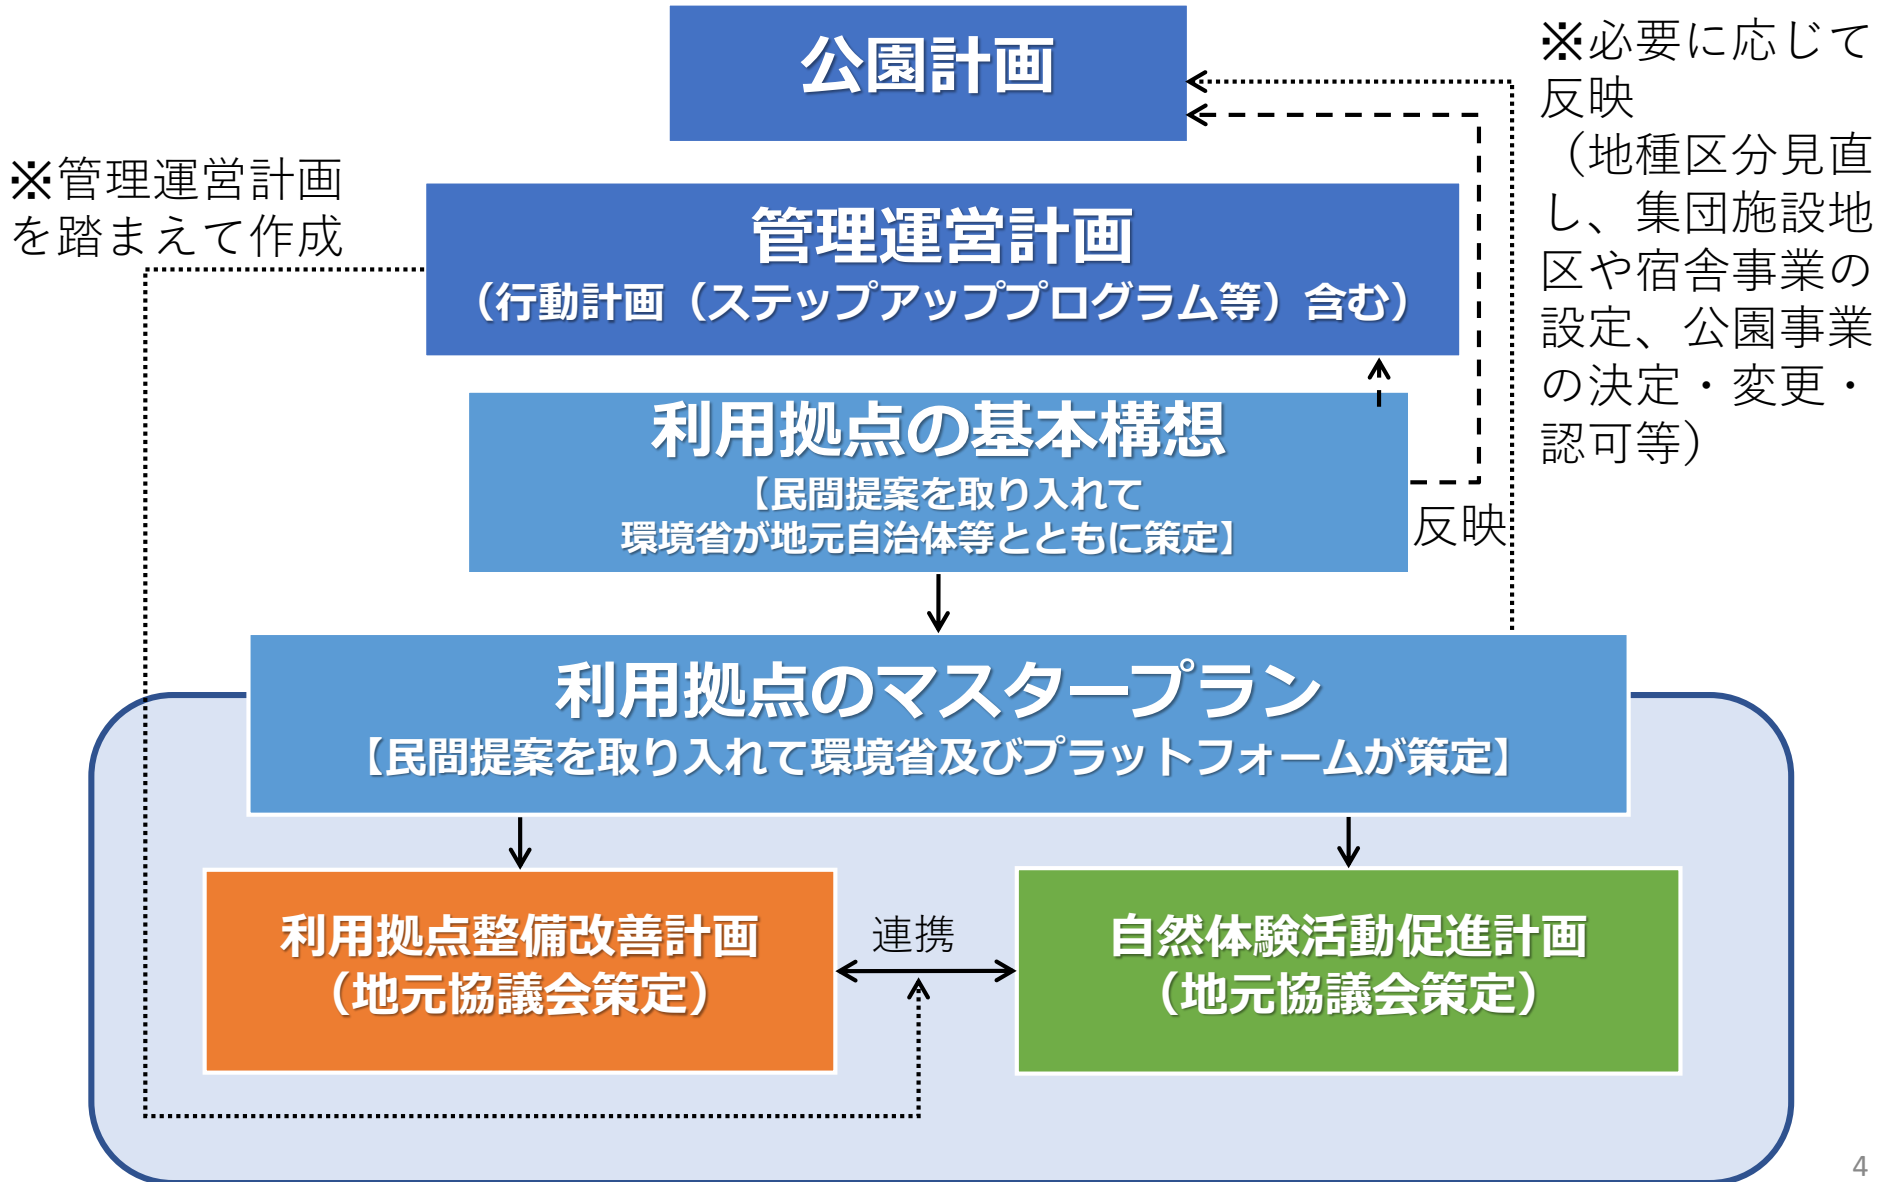 公園計画
※必要に応じて
反映
（地種区分見直
し、集団施設地
区や宿舎事業の
設定、公園事業
の決定・変更・
認可等）
※管理運営計画
を踏まえて作成
管理運営計画
（行動計画（ステップアッププログラム等）含む）
利用拠点の基本構想
【民間提案を取り入れて
環境省が地元自治体等とともに策定】
反映
利用拠点のマスタープラン
【民間提案を取り入れて環境省及びプラットフォームが策定】
利用拠点整備改善計画
（地元協議会策定）
連携
自然体験活動促進計画
（地元協議会策定）
4